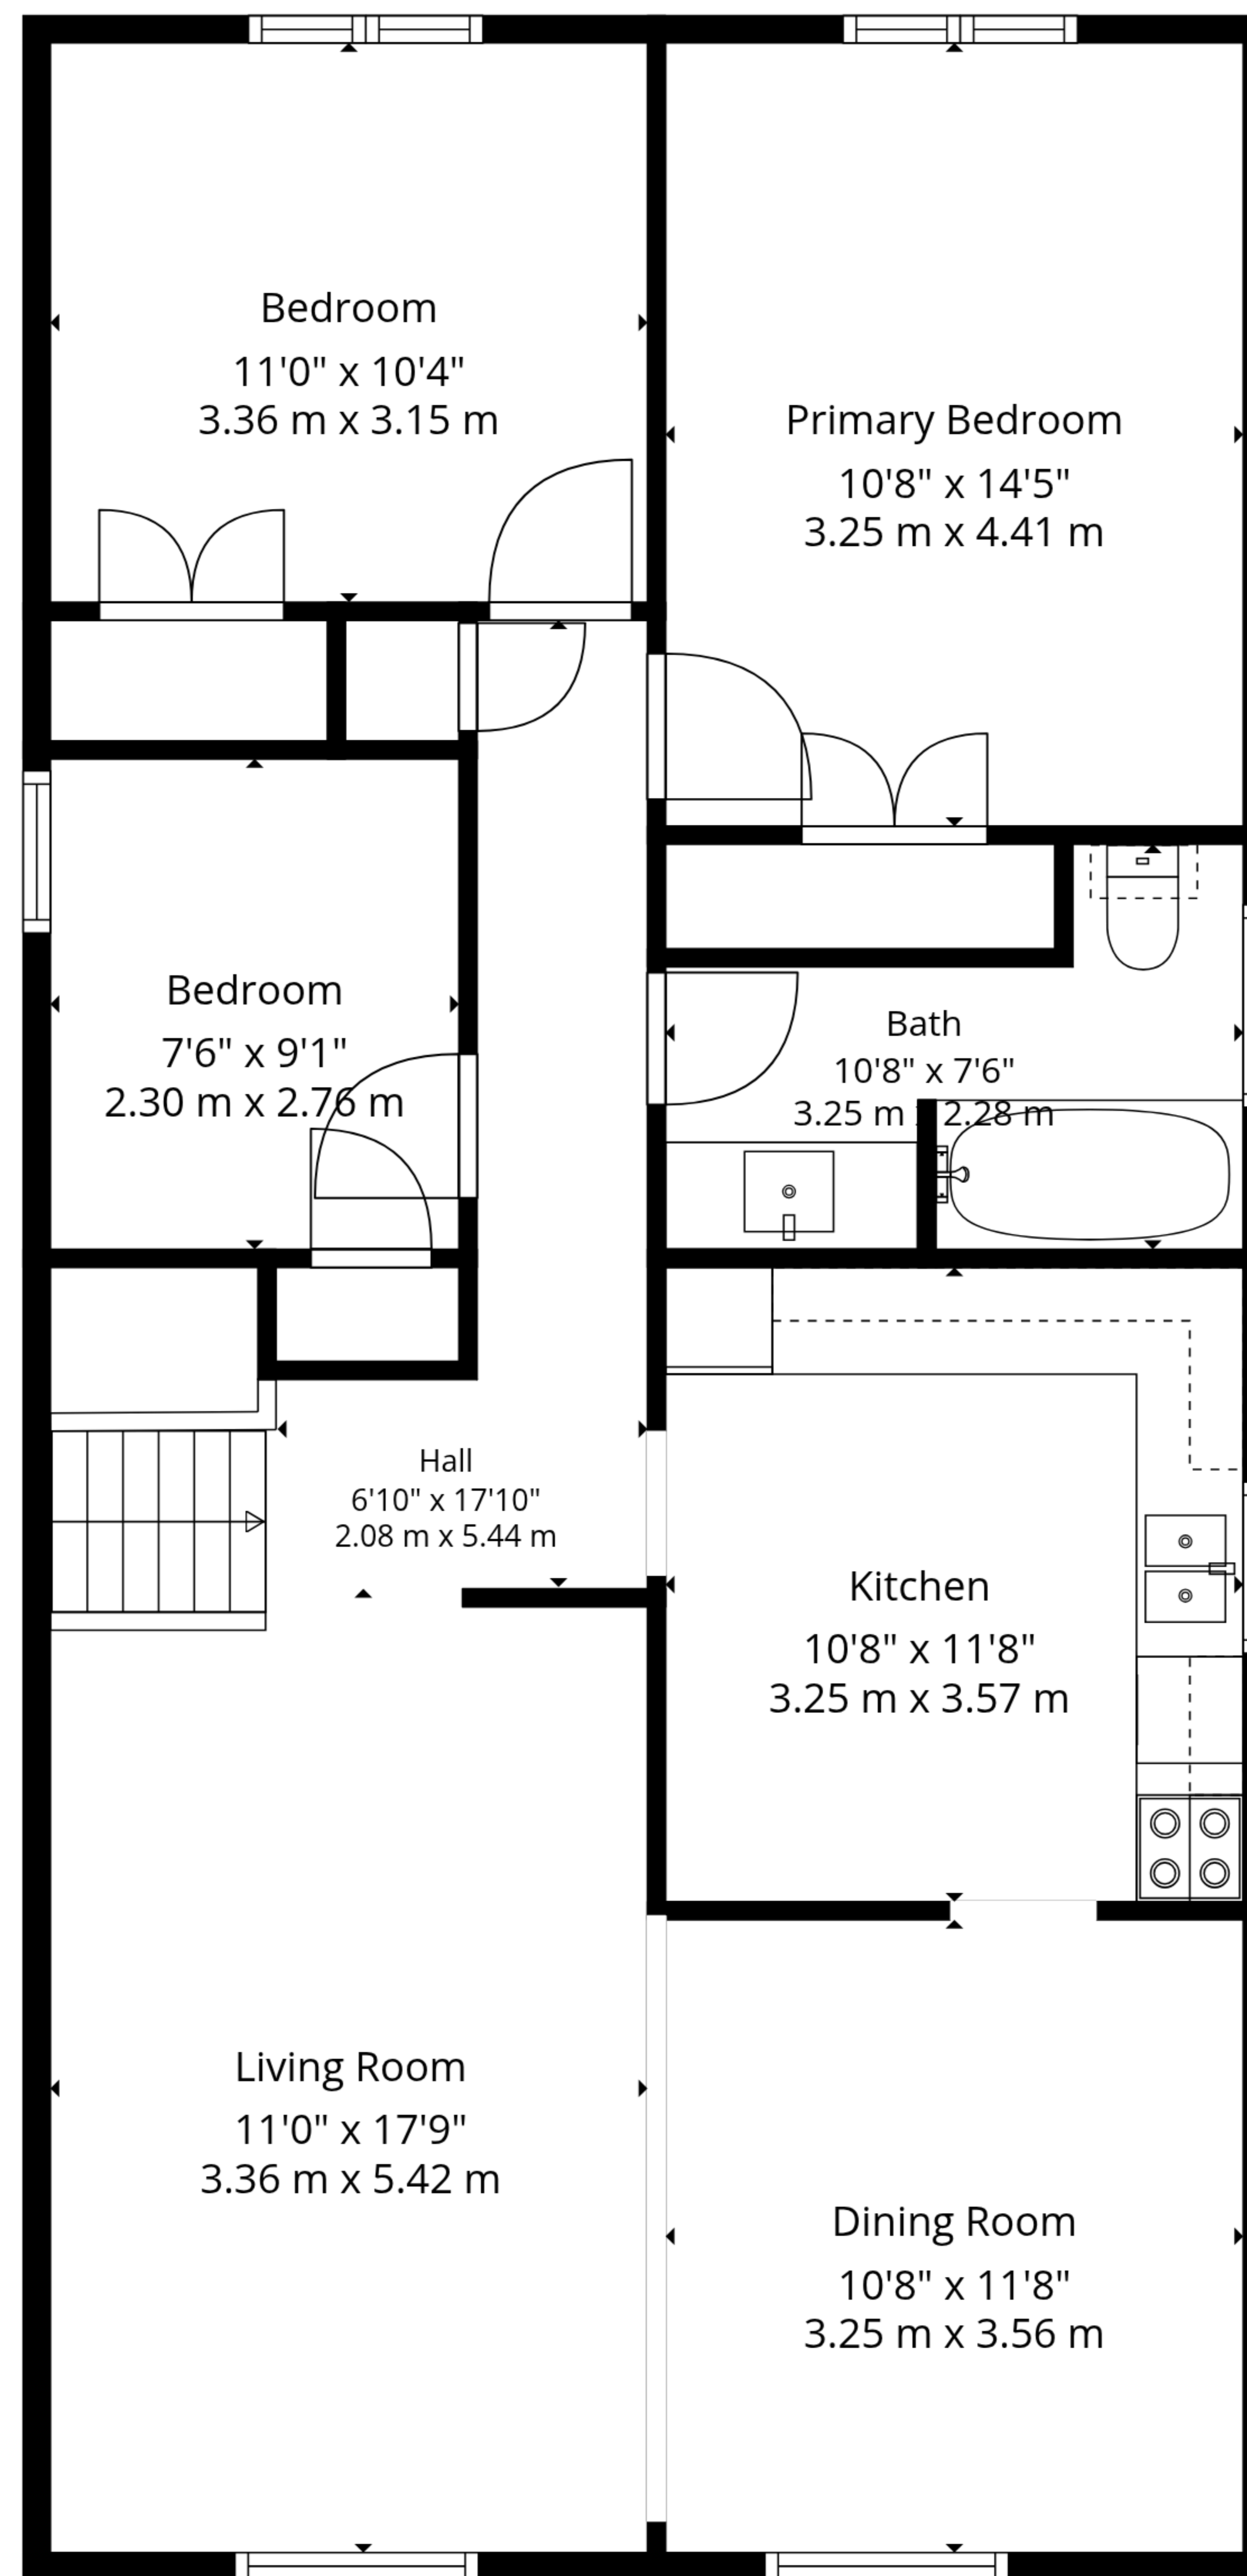 Bedroom
11'0" x 10'4"
3.36 m x 3.15 m
Primary Bedroom
10'8" x 14'5"
3.25 m x 4.41 m
Bedroom
7'6" x 9'1"
2.30 m x 2.76 m
Bath
10'8" x 7'6"
3.25 m x 2.28 m
Hall
6'10" x 17'10"
2.08 m x 5.44 m
Kitchen
10'8" x 11'8"
3.25 m x 3.57 m
Living Room
11'0" x 17'9"
3.36 m x 5.42 m
Dining Room
10'8" x 11'8"
3.25 m x 3.56 m